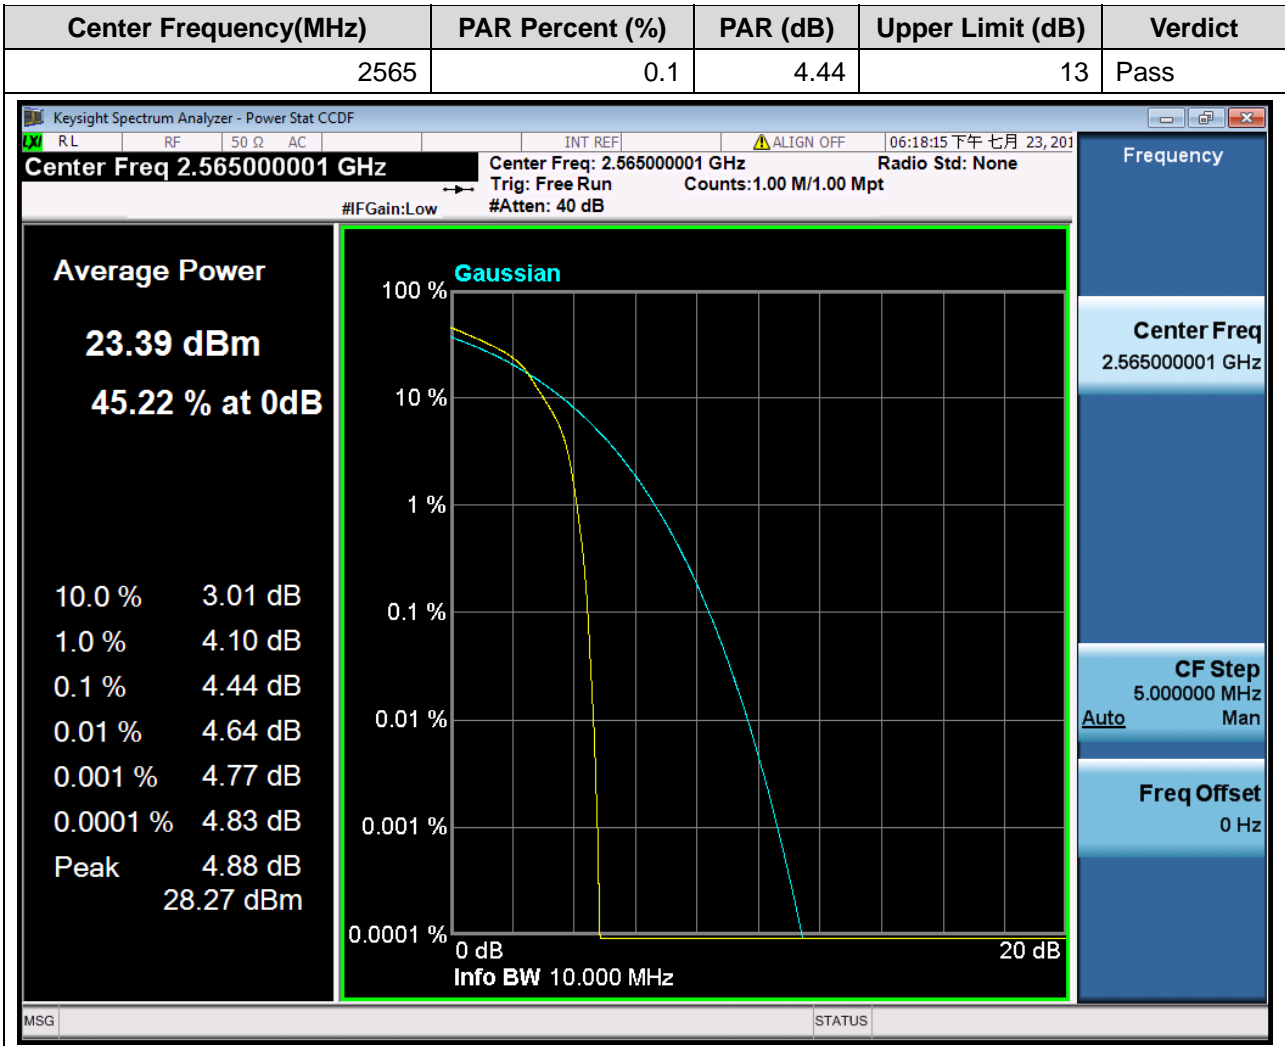 Center Frequency(MHz) PAR Percent (%) PAR (dB) Upper Limit (dB) Verdict
2565 0.1 4.44 13 Pass
Keysight Spectrum Analyzer - Power Stat CCDF
LXI RL RF 50 Ω AC INT REF ALIGN OFF 06:18:15 下午 七月 23, 201
Center Freq 2.565000001 GHz
Center Freq: 2.565000001 GHz Radio Std: None
Trig: Free Run Counts:1.00 M/1.00 Mpt
#IFGain:Low #Atten: 40 dB
Average Power
23.39 dBm
45.22 % at 0dB
10.0 % 3.01 dB
1.0 % 4.10 dB
0.1 % 4.44 dB
0.01 % 4.64 dB
0.001 % 4.77 dB
0.0001 % 4.83 dB
Peak 4.88 dB
28.27 dBm
Gaussian
100 %
10 %
1 %
0.1 %
0.01 %
0.001 %
0.0001 %
0 dB 20 dB
Info BW 10.000 MHz
Frequency
Center Freq
2.565000001 GHz
CF Step
5.000000 MHz
Auto Man
Freq Offset
0 Hz
MSG STATUS